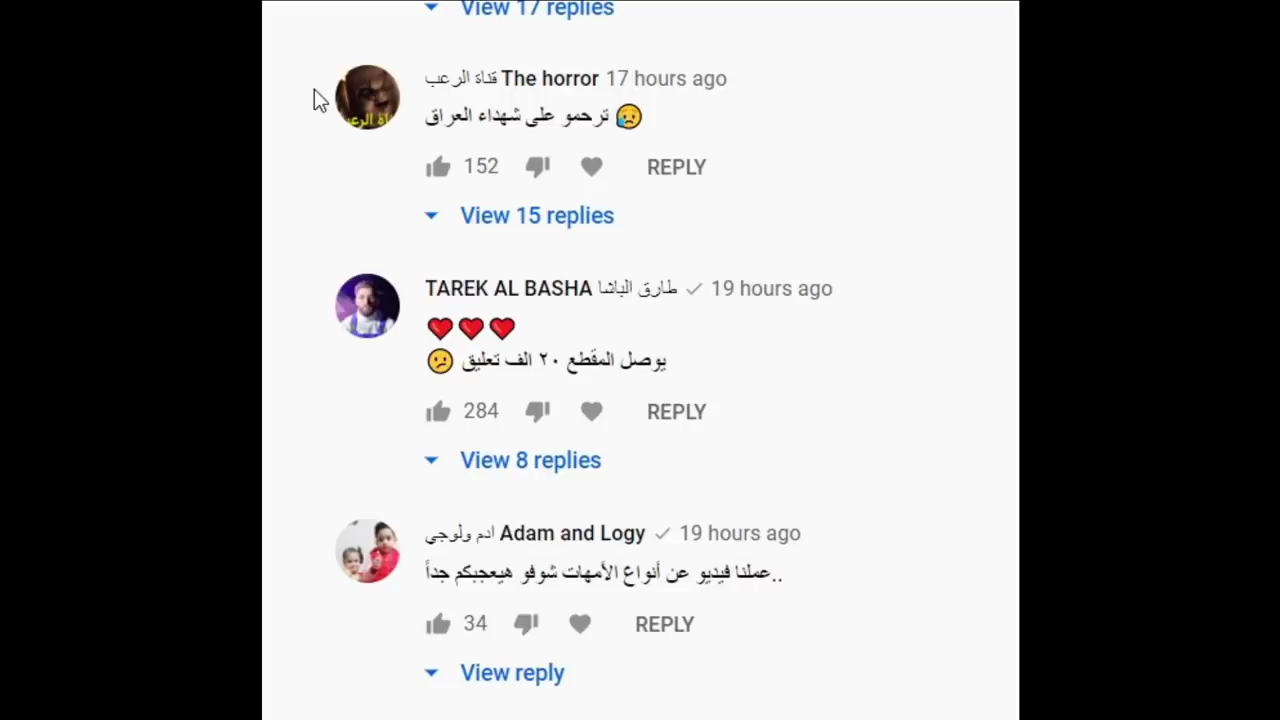 View 17 replies
قناة الرعب The horror 17 hours ago
ترحمو على شهداء العراق 😥
152 REPLY
View 15 replies
TAREK AL BASHA طارق الباشا 19 hours ago
❤️❤️❤️
يوصل المقطع ٢٠ الف تعليق 😕
284 REPLY
View 8 replies
ادم ولوجي Adam and Logy 19 hours ago
عملنا فيديو عن أنواع الأمهات شوفو هيعجبكم جداً..
34 REPLY
View reply